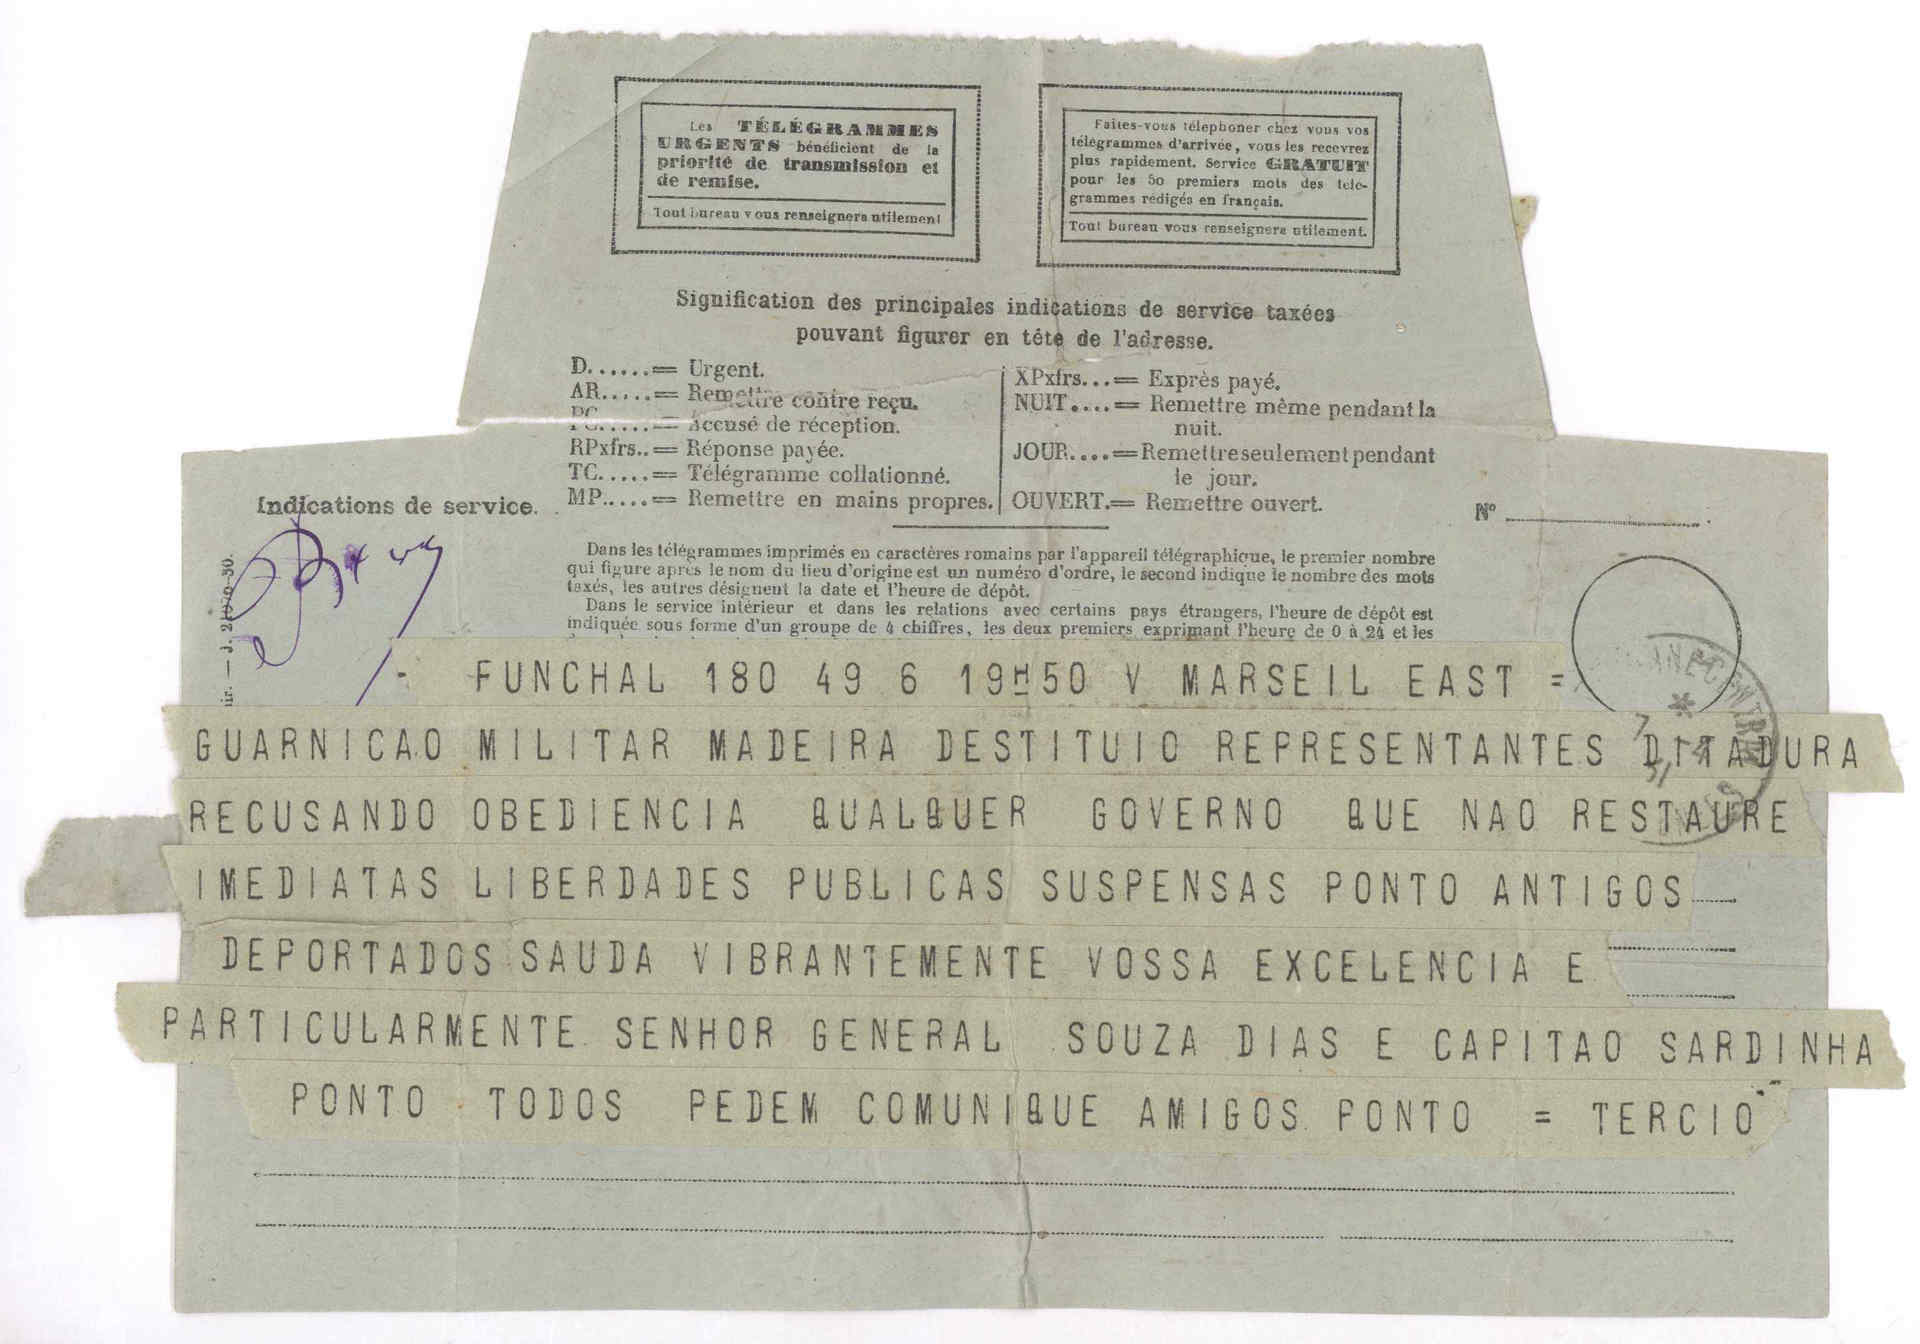 Les TÉLÉGRAMMES
URGENTS bénéficient de la
priorité de transmission et
de remise.
Tout bureau vous renseignera utilement
Faites-vous télephoner chez vous vos
télégrammes d'arrivée, vous les recevrez
plus rapidement. Service GRATUIT
pour les 50 premiers mots des télé-
grammes rédigés en français.
Tout bureau vous renseignera utilement.
Signification des principales indications de service taxées
pouvant figurer en tête de l'adresse.
D......= Urgent.
AR.....= Remettre contre reçu.
PC.....= Accusé de réception.
RPxfrs..= Réponse payée.
TC.....= Télégramme collationné.
MP.....= Remettre en mains propres.
XPxfrs...= Exprès payé.
NUIT....= Remettre même pendant la
nuit.
JOUR....= Remettre seulement pendant
le jour.
OUVERT.= Remettre ouvert.
Indications de service.
N°
Dans les télégrammes imprimés en caractères romains par l'appareil télégraphique, le premier nombre
qui figure après le nom du lieu d'origine est un numéro d'ordre, le second indique le nombre des mots
taxés, les autres désignent la date et l'heure de dépôt.
Dans le service intérieur et dans les relations avec certains pays étrangers, l'heure de dépôt est
indiquée sous forme d'un groupe de 4 chiffres, les deux premiers exprimant l'heure de 0 à 24 et les
- FUNCHAL 180 49 6 19H50 V MARSEIL EAST =
GUARNICAO MILITAR MADEIRA DESTITUIO REPRESENTANTES DITADURA
RECUSANDO OBEDIENCIA QUALQUER GOVERNO QUE NAO RESTAURE
IMEDIATAS LIBERDADES PUBLICAS SUSPENSAS PONTO ANTIGOS
DEPORTADOS SAUDA VIBRANTEMENTE VOSSA EXCELENCIA E
PARTICULARMENTE SENHOR GENERAL SOUZA DIAS E CAPITAO SARDINHA
PONTO TODOS PEDEM COMUNIQUE AMIGOS PONTO = TERCIO